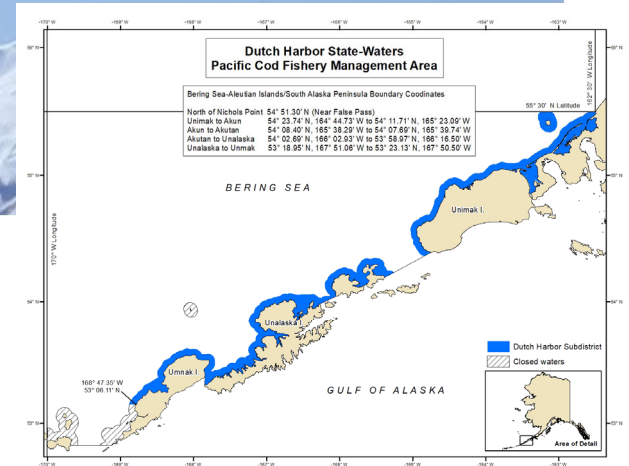 Dutch Harbor State-Waters
Pacific Cod Fishery Management Area
Bering Sea-Aleutian Islands/South Alaska Peninsula Boundary Coodinates
North of Nichols Point 54° 51.30' N (Near False Pass)
Unimak to Akun 54° 23.74' N, 164° 44.73' W to 54° 11.71' N, 165° 23.09' W
Akun to Akutan 54° 08.40' N, 165° 38.29' W to 54° 07.69' N, 165° 39.74' W
Akutan to Unalaska 54° 02.69' N, 166° 02.93' W to 53° 58.97' N, 166° 16.50' W
Unalaska to Unmak 53° 18.95' N, 167° 51.06' W to 53° 23.13' N, 167° 50.50' W
55° 30' N Latitude
162° 30' W Longitude
170° W Longitude
BERING SEA
Unimak I.
Unalaska I.
Umnak I.
168° 47.35' W
53° 06.11' N
GULF OF ALASKA
Dutch Harbor Subdistrict
Closed waters
Area of Detail